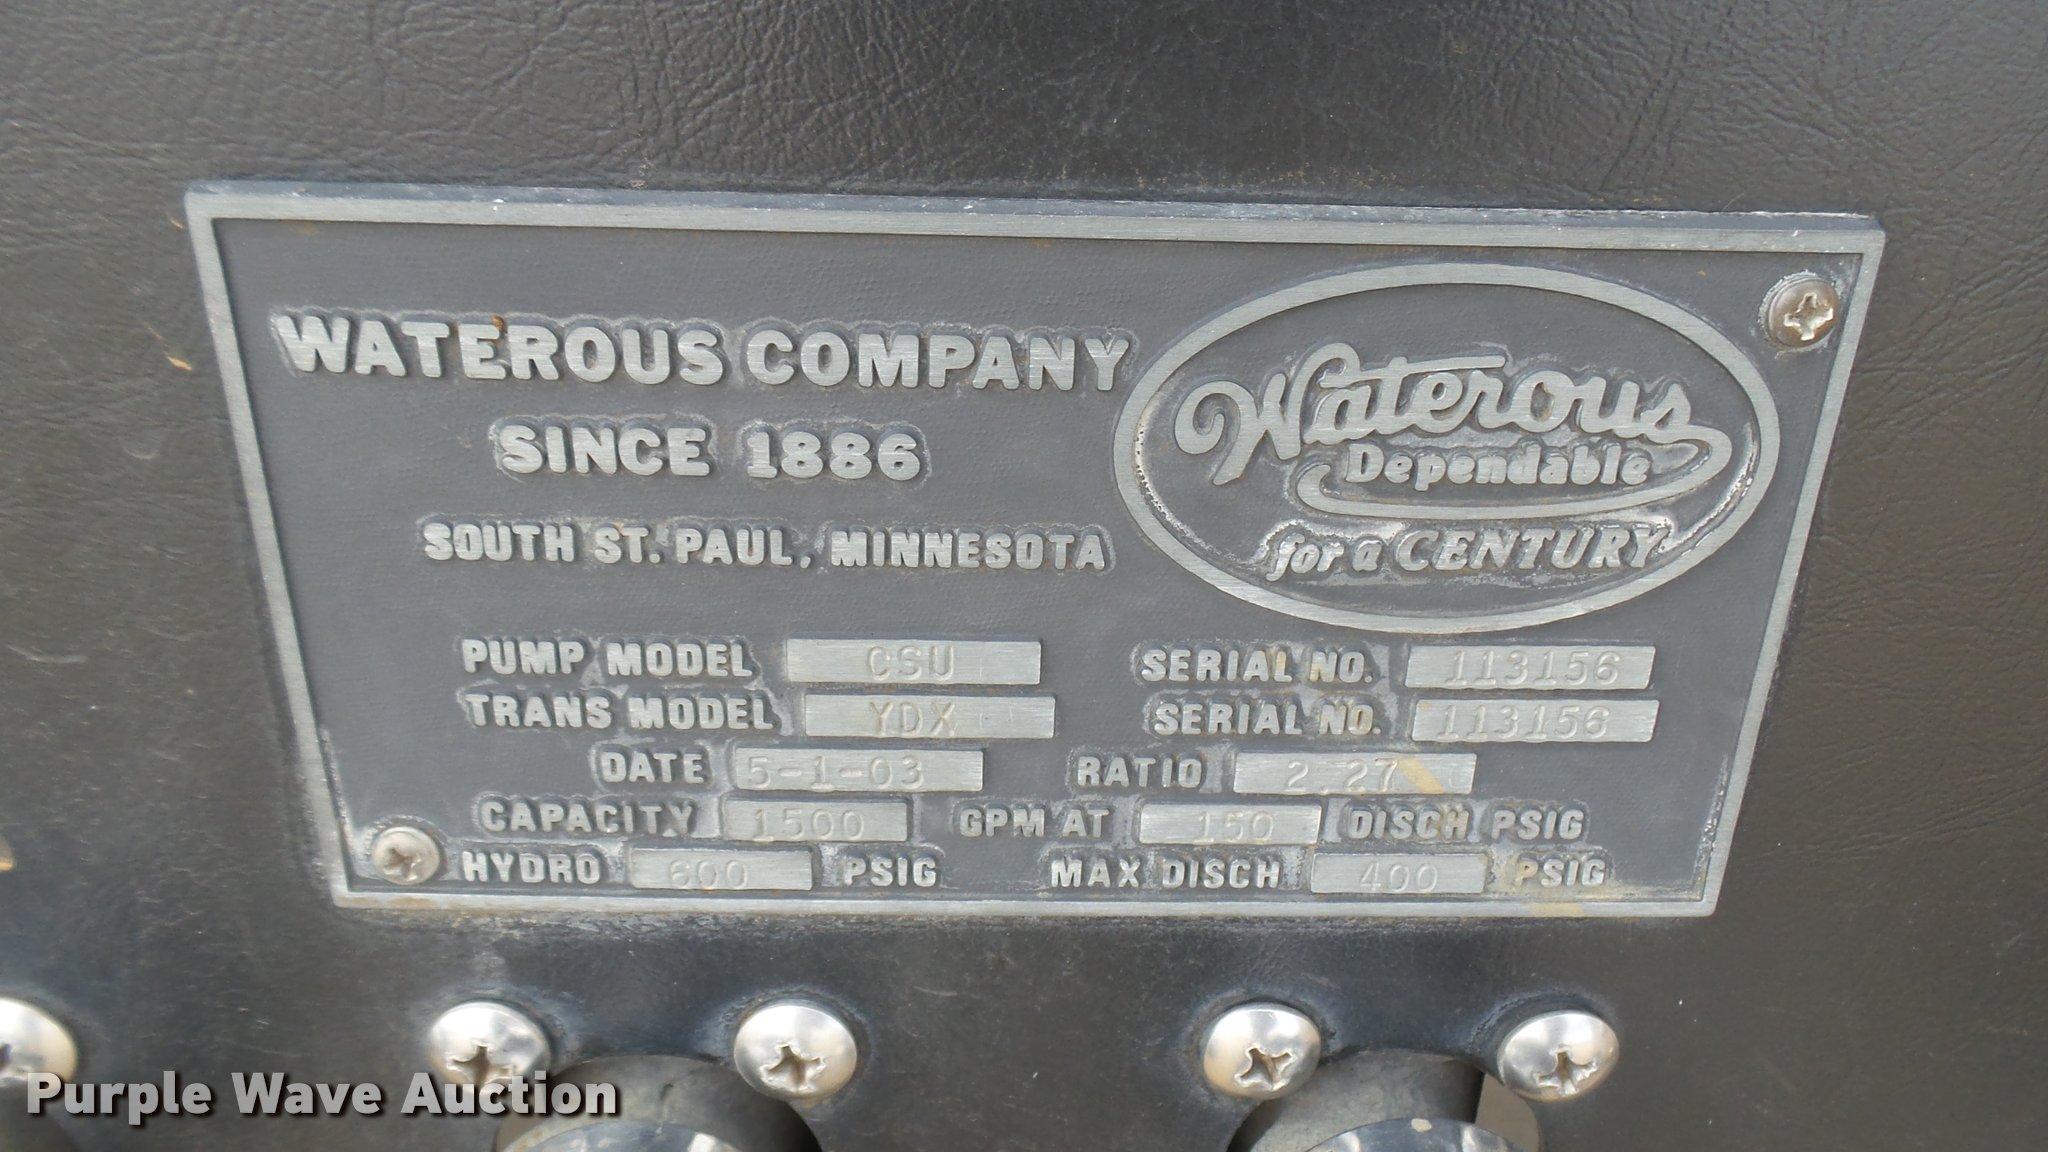 WATEROUS COMPANY
SINCE 1886
SOUTH ST. PAUL, MINNESOTA
Waterous
Dependable
for a CENTURY
PUMP MODEL CSU SERIAL NO. 113156
TRANS MODEL YDX SERIAL NO. 113156
DATE 5-1-03 RATIO 2.27
CAPACITY 1500 GPM AT 150 DISCH PSIG
HYDRO 600 PSIG MAX DISCH 400 PSIG
Purple Wave Auction